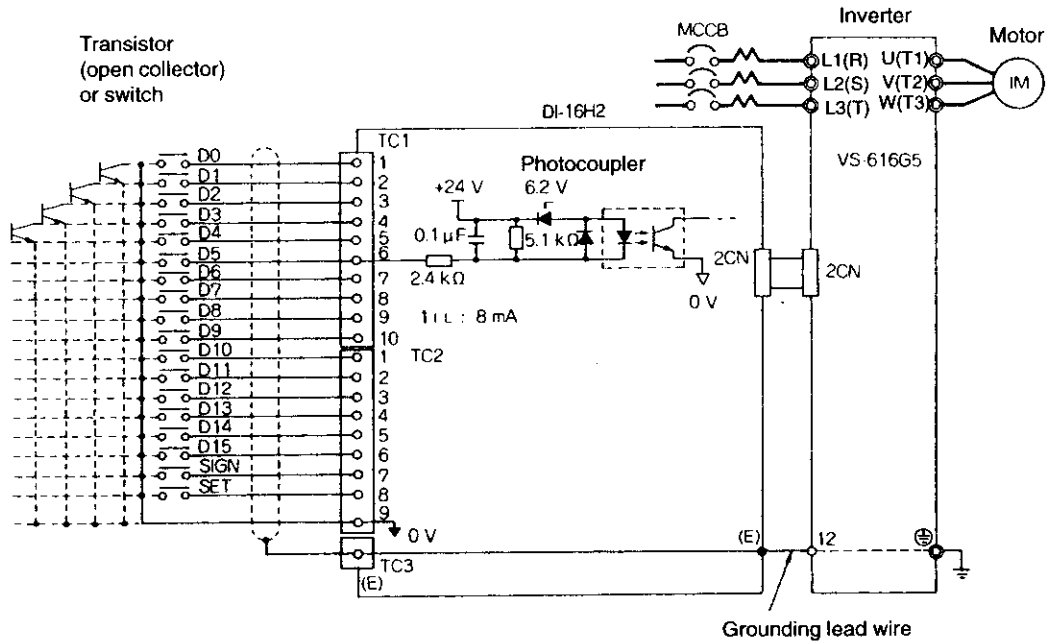 Inverter
Transistor
(open collector)
or switch
MCCB
Motor
L1(R) U(T1)
L2(S) V(T2)
L3(T) W(T3)
IM
DI-16H2
VS-616G5
TC1
D0 1
D1 2
D2 3
D3 4
D4 5
D5 6
D6 7
D7 8
D8 9
D9 10
Photocoupler
+24 V
6.2 V
0.1 µF
5.1 kΩ
2.4 kΩ
0 V
2CN
2CN
IIL : 8 mA
TC2
D10 1
D11 2
D12 3
D13 4
D14 5
D15 6
SIGN 7
SET 8
9
0 V
TC3
(E)
(E)
12
Grounding lead wire